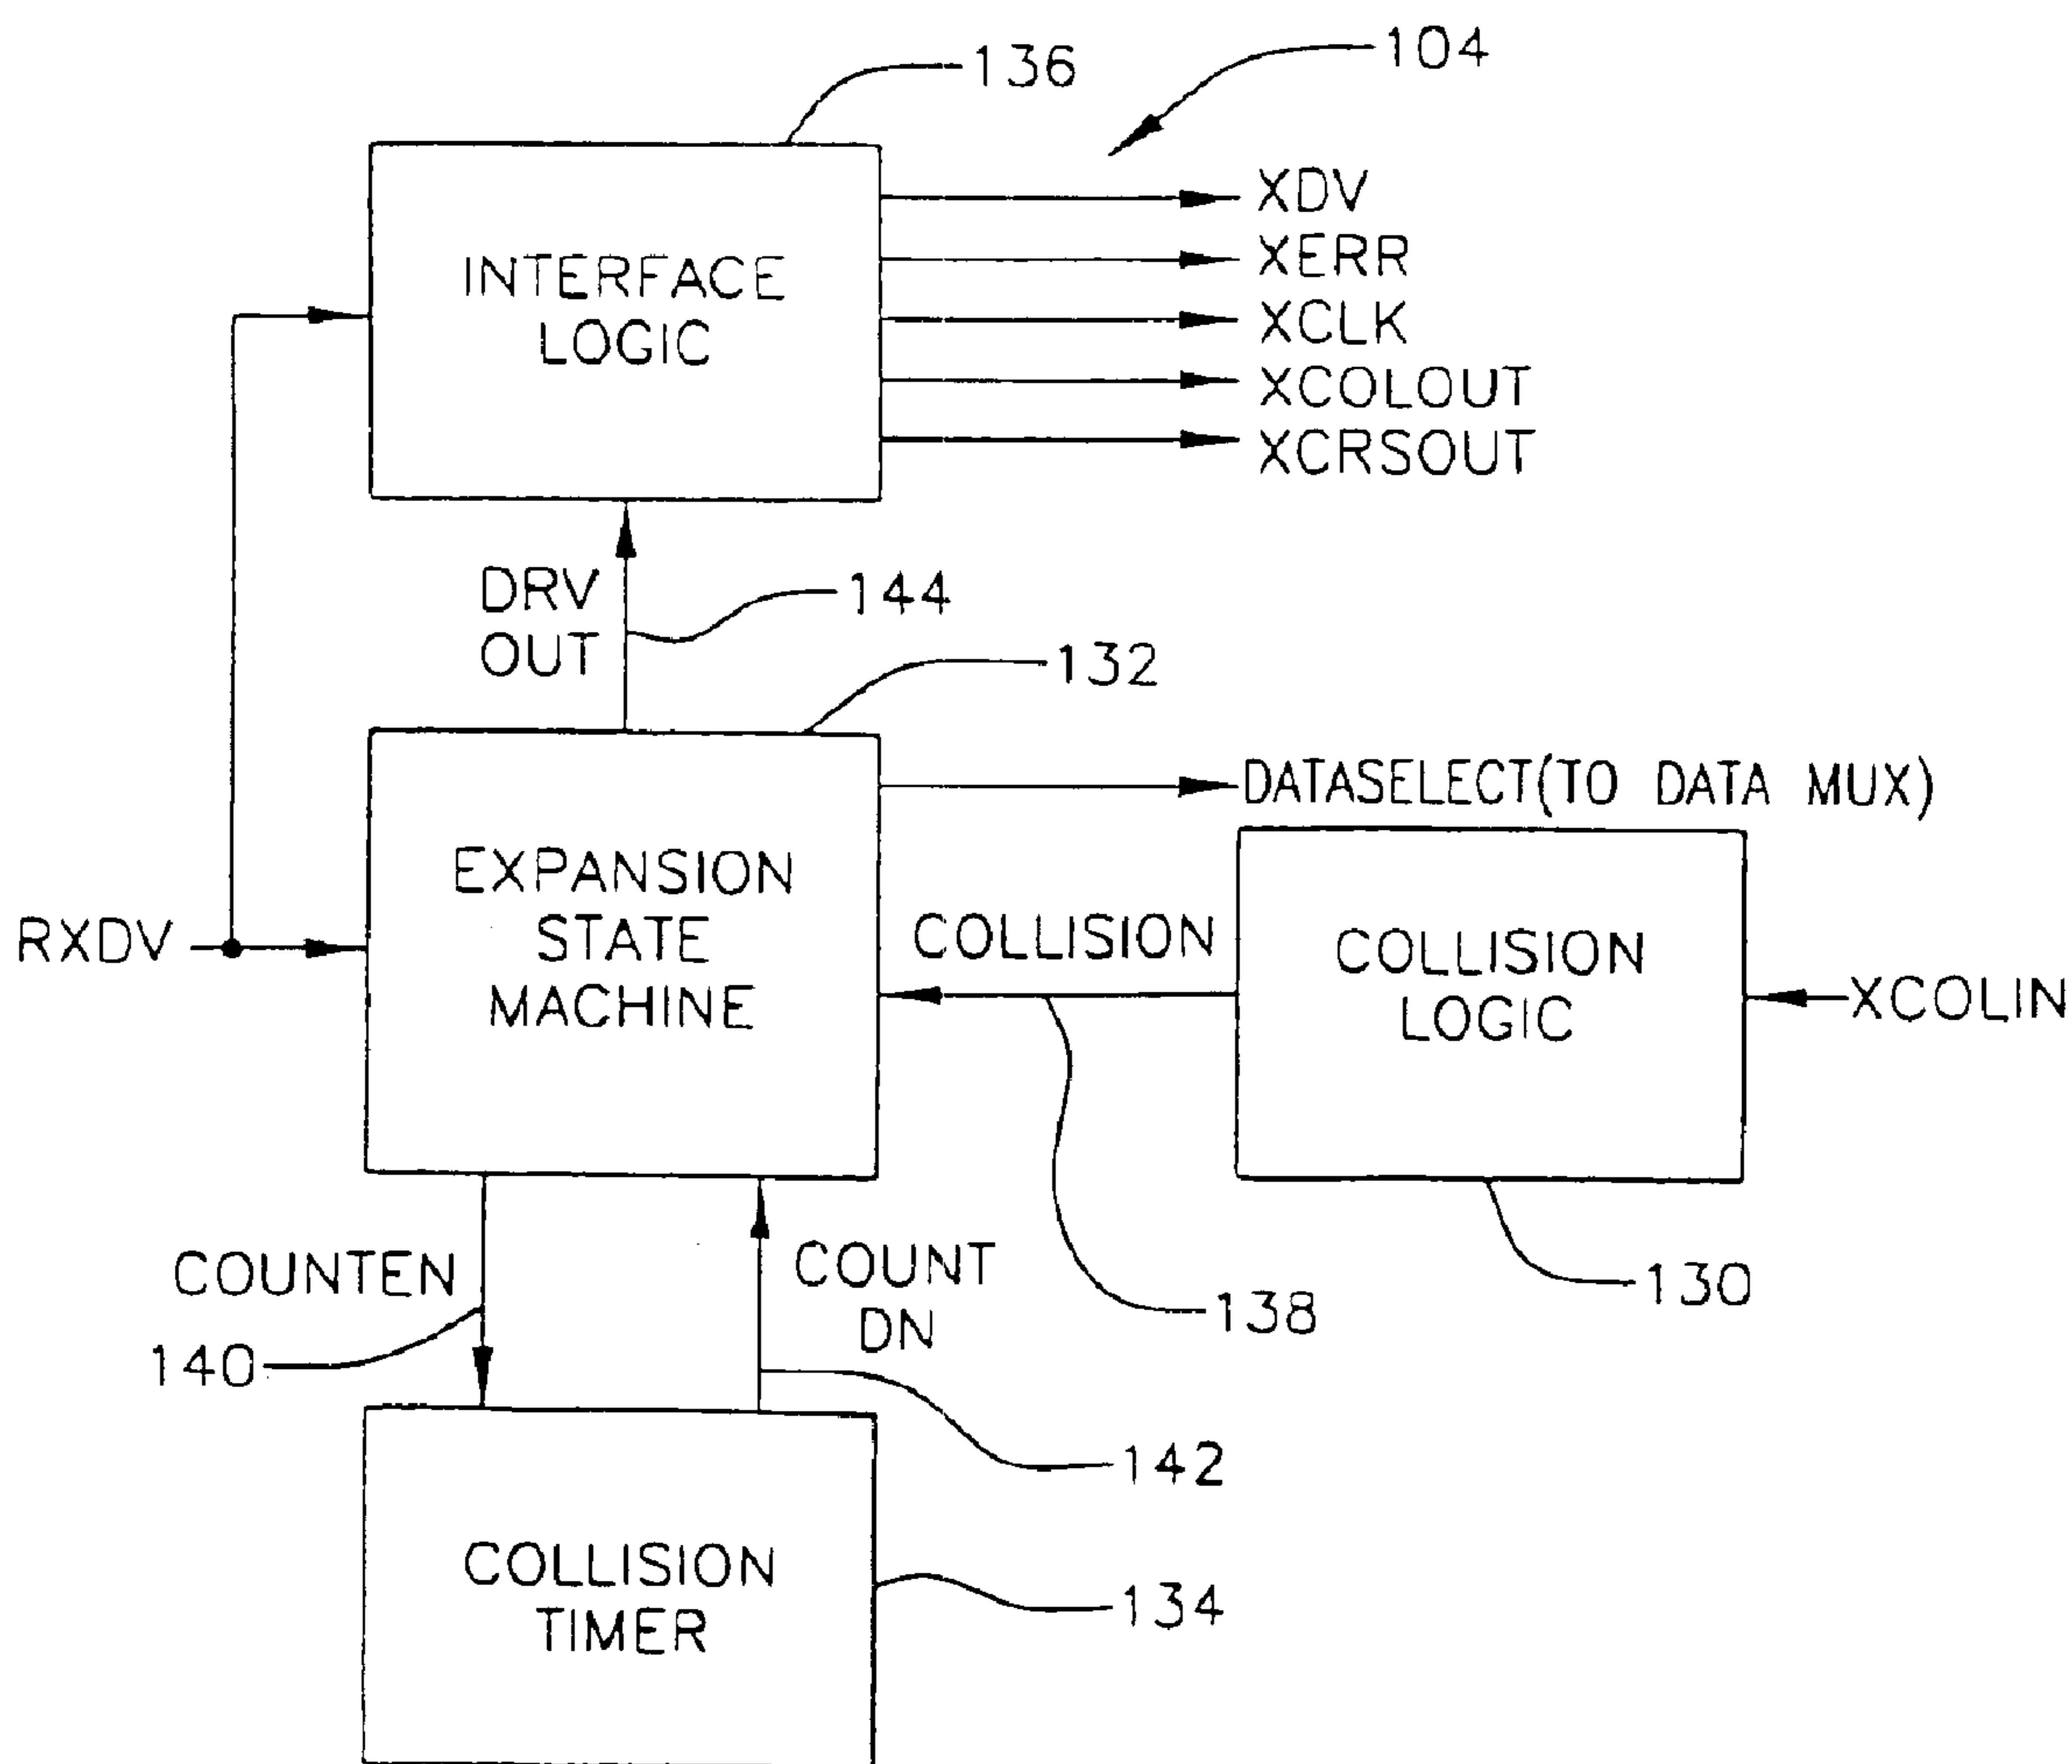 104
136
XDV
XERR
INTERFACE
LOGIC
XCLK
XCOLOUT
XCRSOUT
DRV
OUT
144
132
DATASELECT(TO DATA MUX)
EXPANSION
STATE
MACHINE
RXDV
COLLISION
COLLISION
LOGIC
XCOLIN
COUNTEN
COUNT
DN
130
138
140
142
COLLISION
TIMER
134